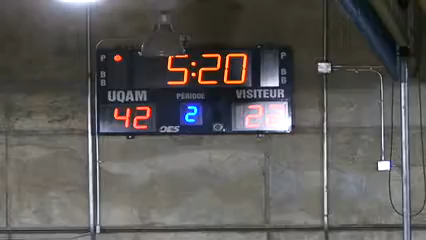 P 5:20 P
B B
B B
UQAM PÉRIODE VISITEUR
42 2 22
OES